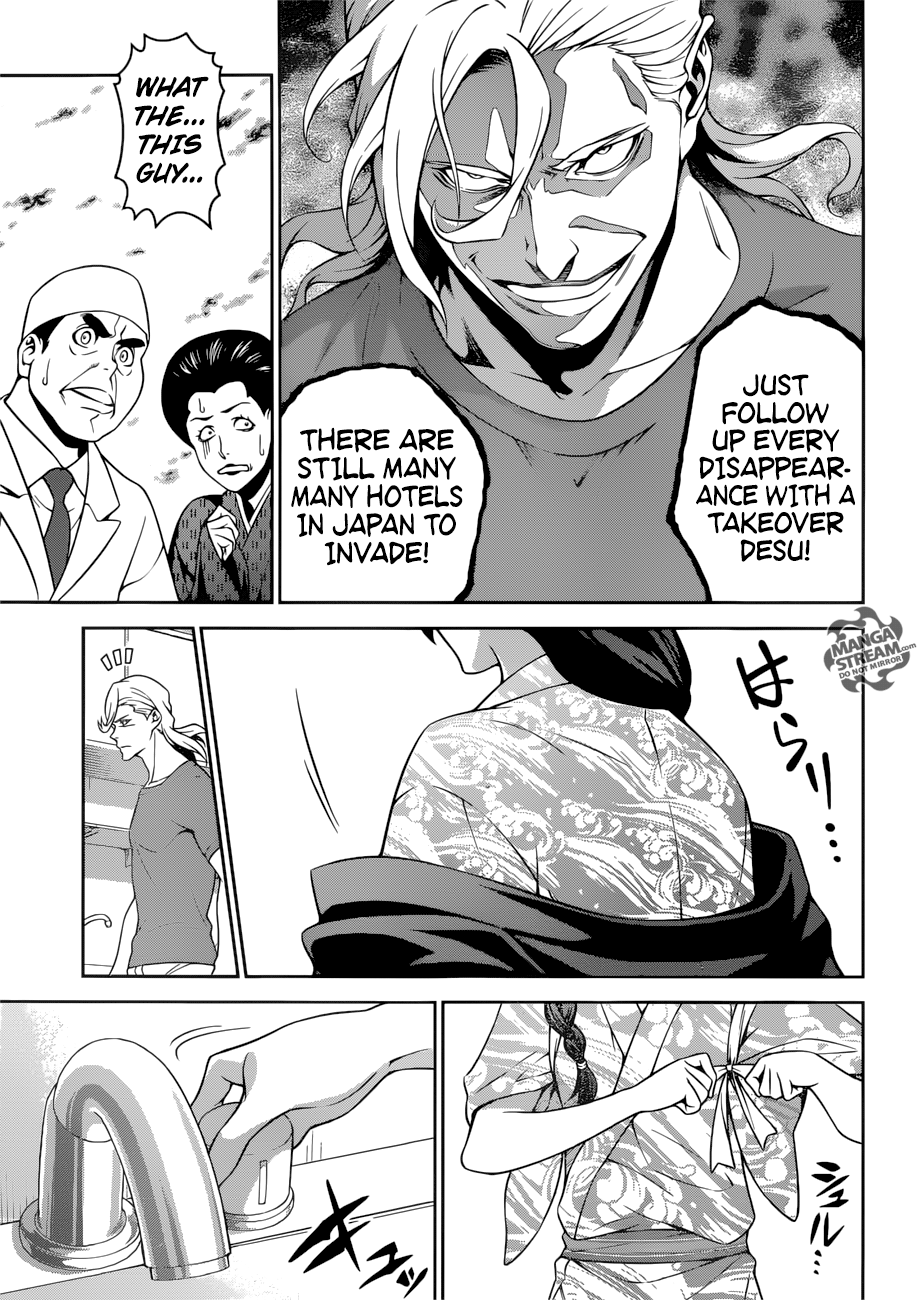 JUST
FOLLOW
UP EVERY
DISAPPEAR-
ANCE WITH A
TAKEOVER
DESU!
THERE ARE
STILL MANY
MANY HOTELS
IN JAPAN TO
INVADE!
WHAT
THE...
THIS
GUY...
MANGA
STREAM.com
DO NOT MIRROR
はらり…
シュル…
キュッ